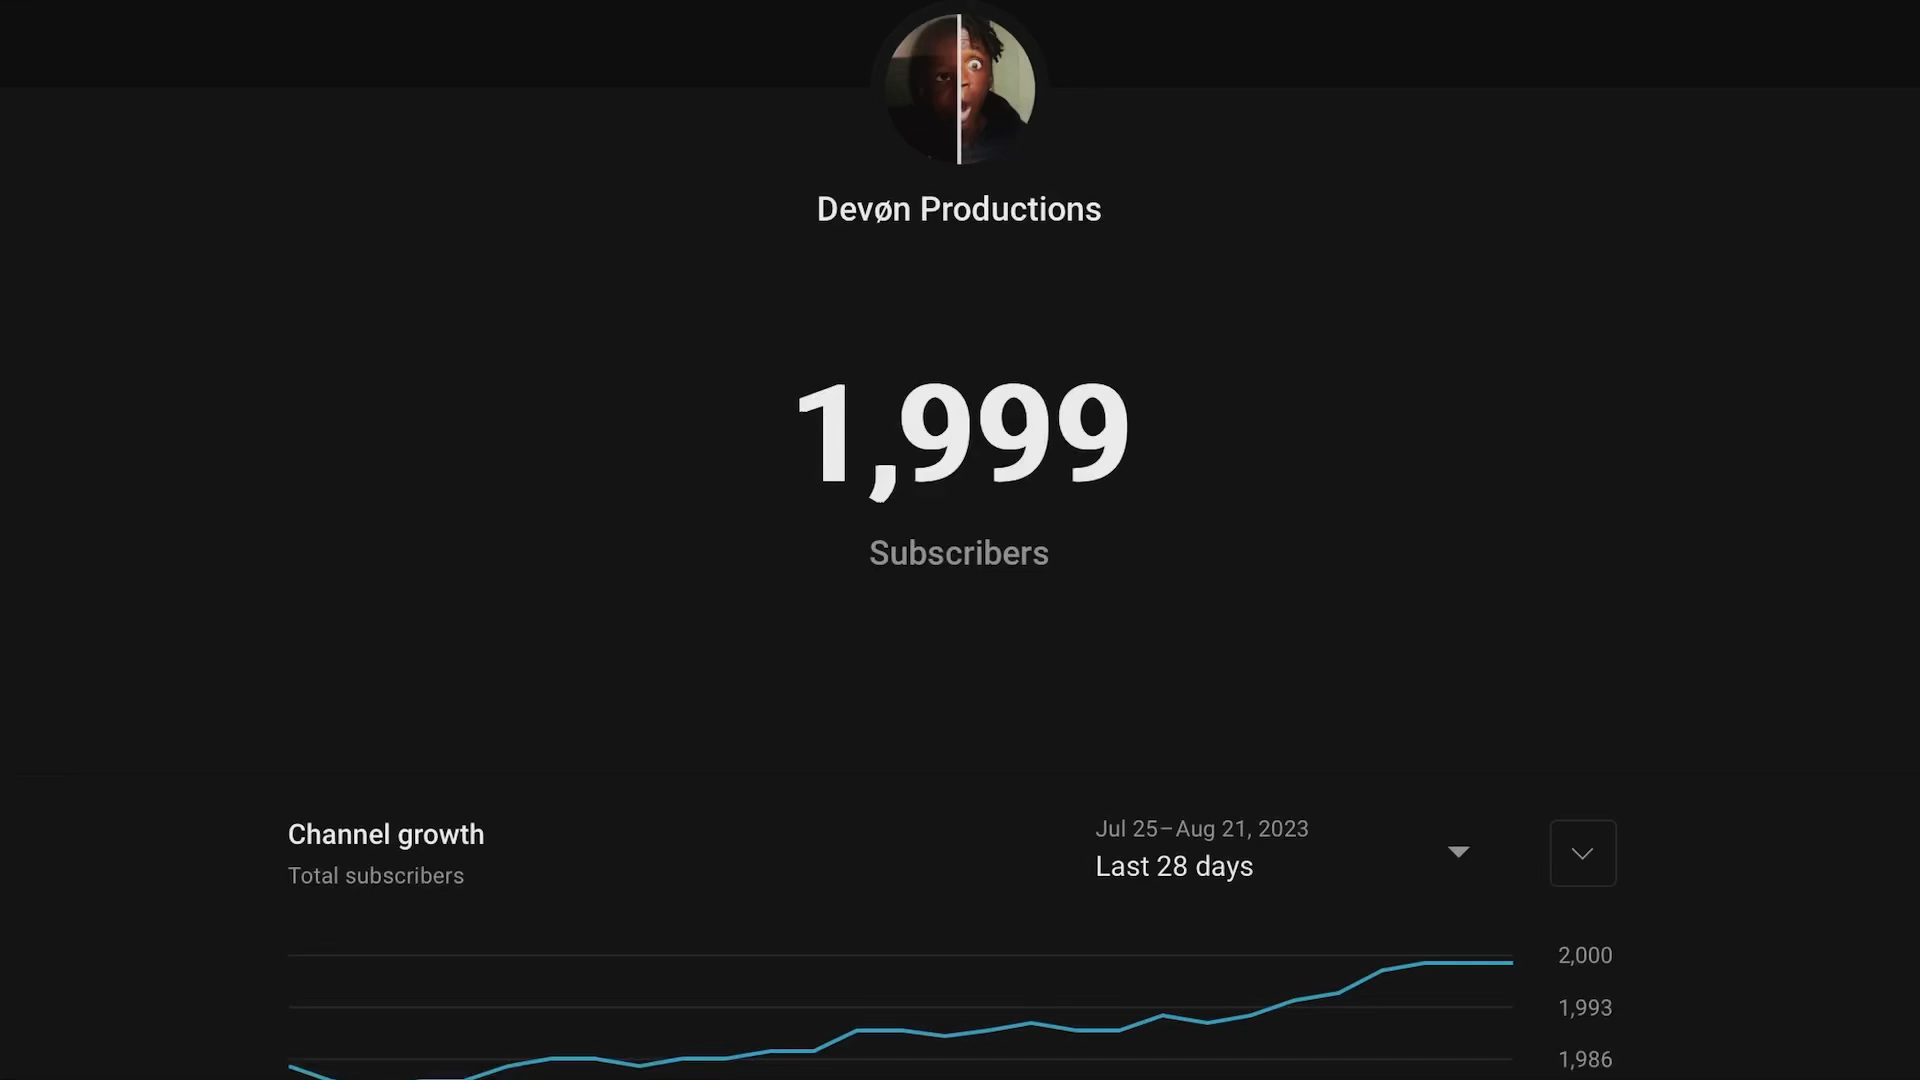 Devøn Productions
1,999
Subscribers
Channel growth
Total subscribers
Jul 25–Aug 21, 2023
Last 28 days
2,000
1,993
1,986